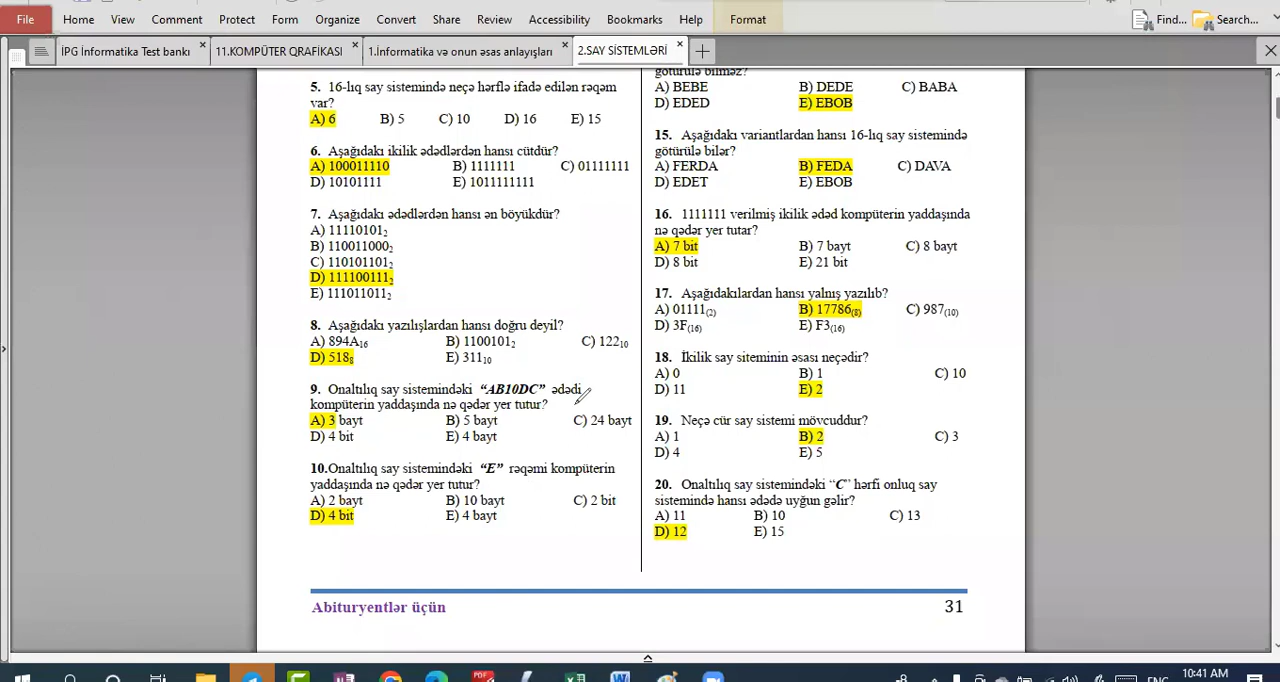 File Home View Comment Protect Form Organize Convert Share Review Accessibility Bookmarks Help Format Find... Search...
İPG İnformatika Test bankı 11.KOMPÜTER QRAFİKASI 1.İnformatika və onun əsas anlayışları 2.SAY SİSTEMLƏRİ
5. 16-lıq say sistemində neçə hərflə ifadə edilən rəqəm
var?
A) 6 B) 5 C) 10 D) 16 E) 15
6. Aşağıdakı ikilik ədədlərdən hansı cütdür?
A) 100011110 B) 1111111 C) 01111111
D) 10101111 E) 1011111111
7. Aşağıdakı ədədlərdən hansı ən böyükdür?
A) 11110101₂
B) 110011000₂
C) 110101101₂
D) 111100111₂
E) 111011011₂
8. Aşağıdakı yazılışlardan hansı doğru deyil?
A) 894A₁₆ B) 1100101₂ C) 122₁₀
D) 518₈ E) 311₁₀
9. Onaltılıq say sistemindəki “AB10DC” ədədi
kompüterin yaddaşında nə qədər yer tutur?
A) 3 bayt B) 5 bayt C) 24 bayt
D) 4 bit E) 4 bayt
10.Onaltılıq say sistemindəki “E” rəqəmi kompüterin
yaddaşında nə qədər yer tutur?
A) 2 bayt B) 10 bayt C) 2 bit
D) 4 bit E) 4 bayt
götürülə bilməz?
A) BEBE B) DEDE C) BABA
D) EDED E) EBOB
15. Aşağıdakı variantlardan hansı 16-lıq say sistemində
götürülə bilər?
A) FERDA B) FEDA C) DAVA
D) EDET E) EBOB
16. 1111111 verilmiş ikilik ədəd kompüterin yaddaşında
nə qədər yer tutar?
A) 7 bit B) 7 bayt C) 8 bayt
D) 8 bit E) 21 bit
17. Aşağıdakılardan hansı yalnış yazılıb?
A) 01111₍₂₎ B) 17786₍₈₎ C) 987₍₁₀₎
D) 3F₍₁₆₎ E) F3₍₁₆₎
18. İkilik say siteminin əsası neçədir?
A) 0 B) 1 C) 10
D) 11 E) 2
19. Neçə cür say sistemi mövcuddur?
A) 1 B) 2 C) 3
D) 4 E) 5
20. Onaltılıq say sistemindəki “C” hərfi onluq say
sistemində hansı ədədə uyğun gəlir?
A) 11 B) 10 C) 13
D) 12 E) 15
Abituryentlər üçün 31
10:41 AM
ENG